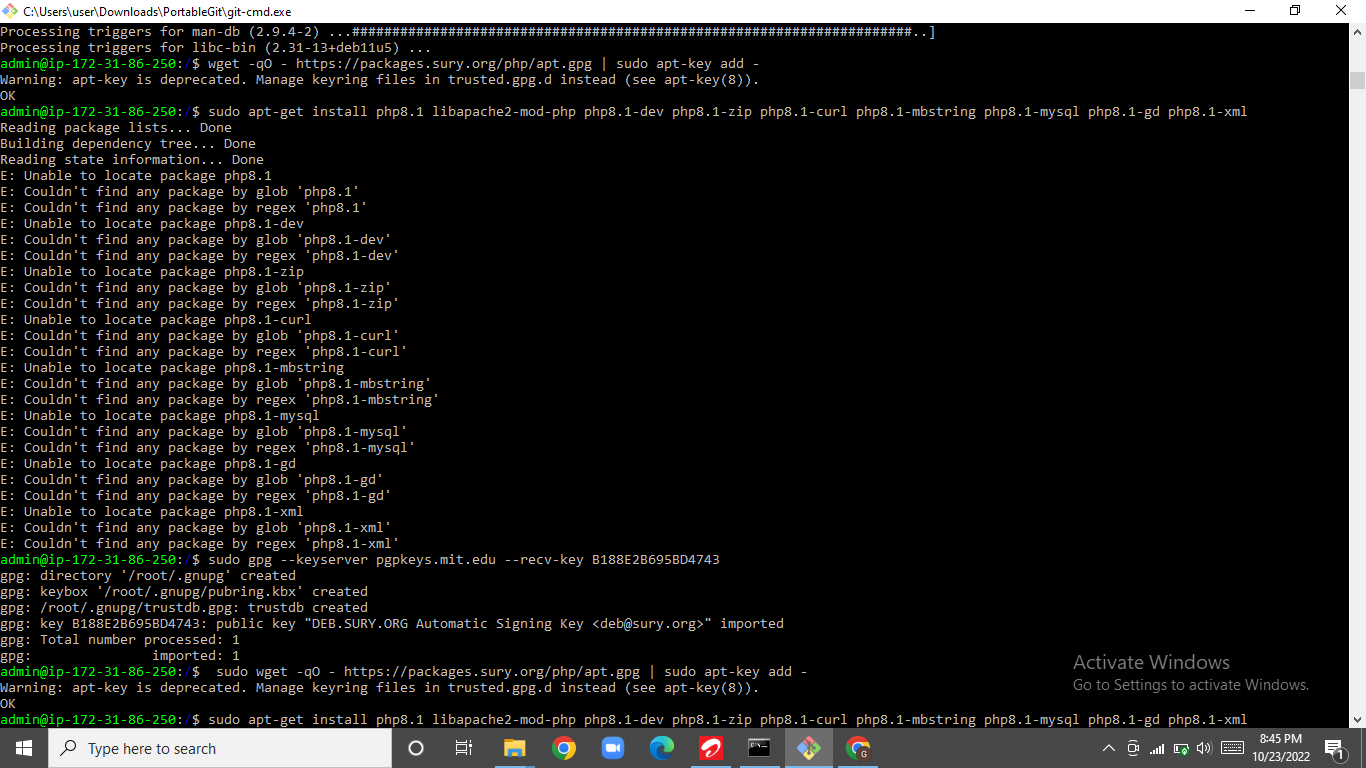 C:\Users\user\Downloads\PortableGit\git-cmd.exe
Processing triggers for man-db (2.9.4-2) ...######################################################################..]
Processing triggers for libc-bin (2.31-13+deb11u5) ...
admin@ip-172-31-86-250:/$ wget -qO - https://packages.sury.org/php/apt.gpg | sudo apt-key add -
Warning: apt-key is deprecated. Manage keyring files in trusted.gpg.d instead (see apt-key(8)).
OK
admin@ip-172-31-86-250:/$ sudo apt-get install php8.1 libapache2-mod-php php8.1-dev php8.1-zip php8.1-curl php8.1-mbstring php8.1-mysql php8.1-gd php8.1-xml
Reading package lists... Done
Building dependency tree... Done
Reading state information... Done
E: Unable to locate package php8.1
E: Couldn't find any package by glob 'php8.1'
E: Couldn't find any package by regex 'php8.1'
E: Unable to locate package php8.1-dev
E: Couldn't find any package by glob 'php8.1-dev'
E: Couldn't find any package by regex 'php8.1-dev'
E: Unable to locate package php8.1-zip
E: Couldn't find any package by glob 'php8.1-zip'
E: Couldn't find any package by regex 'php8.1-zip'
E: Unable to locate package php8.1-curl
E: Couldn't find any package by glob 'php8.1-curl'
E: Couldn't find any package by regex 'php8.1-curl'
E: Unable to locate package php8.1-mbstring
E: Couldn't find any package by glob 'php8.1-mbstring'
E: Couldn't find any package by regex 'php8.1-mbstring'
E: Unable to locate package php8.1-mysql
E: Couldn't find any package by glob 'php8.1-mysql'
E: Couldn't find any package by regex 'php8.1-mysql'
E: Unable to locate package php8.1-gd
E: Couldn't find any package by glob 'php8.1-gd'
E: Couldn't find any package by regex 'php8.1-gd'
E: Unable to locate package php8.1-xml
E: Couldn't find any package by glob 'php8.1-xml'
E: Couldn't find any package by regex 'php8.1-xml'
admin@ip-172-31-86-250:/$ sudo gpg --keyserver pgpkeys.mit.edu --recv-key B188E2B695BD4743
gpg: directory '/root/.gnupg' created
gpg: keybox '/root/.gnupg/pubring.kbx' created
gpg: /root/.gnupg/trustdb.gpg: trustdb created
gpg: key B188E2B695BD4743: public key "DEB.SURY.ORG Automatic Signing Key <deb@sury.org>" imported
gpg: Total number processed: 1
gpg:               imported: 1
admin@ip-172-31-86-250:/$  sudo wget -qO - https://packages.sury.org/php/apt.gpg | sudo apt-key add -
Warning: apt-key is deprecated. Manage keyring files in trusted.gpg.d instead (see apt-key(8)).
OK
admin@ip-172-31-86-250:/$ sudo apt-get install php8.1 libapache2-mod-php php8.1-dev php8.1-zip php8.1-curl php8.1-mbstring php8.1-mysql php8.1-gd php8.1-xml
Activate Windows
Go to Settings to activate Windows.
Type here to search
8:45 PM
10/23/2022
1